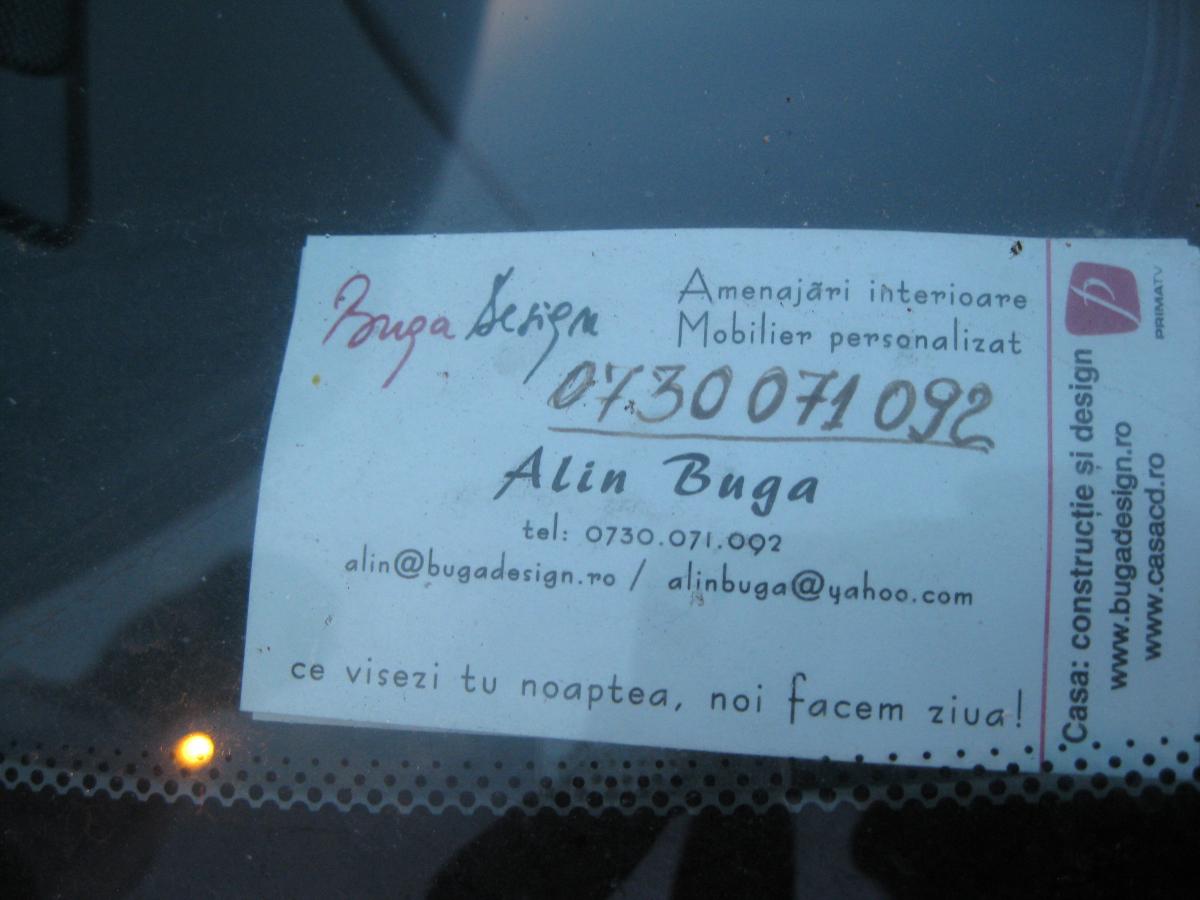 Buga Design
Amenajări interioare
Mobilier personalizat
0730 071 092
Alin Buga
tel: 0730.071.092
alin@bugadesign.ro / alinbuga@yahoo.com
ce visezi tu noaptea, noi facem ziua!
PRIMATV
Casa: construcție și design
www.bugadesign.ro
www.casacd.ro